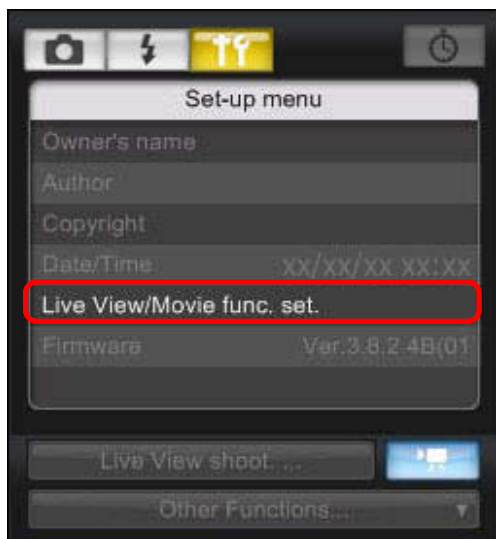 Set-up menu
Owner's name
Author
Copyright
Date/Time xx/xx/xx xx:xx
Live View/Movie func. set.
Firmware Ver.3.8.2 4B(01
Live View shoot. ...
Other Functions...